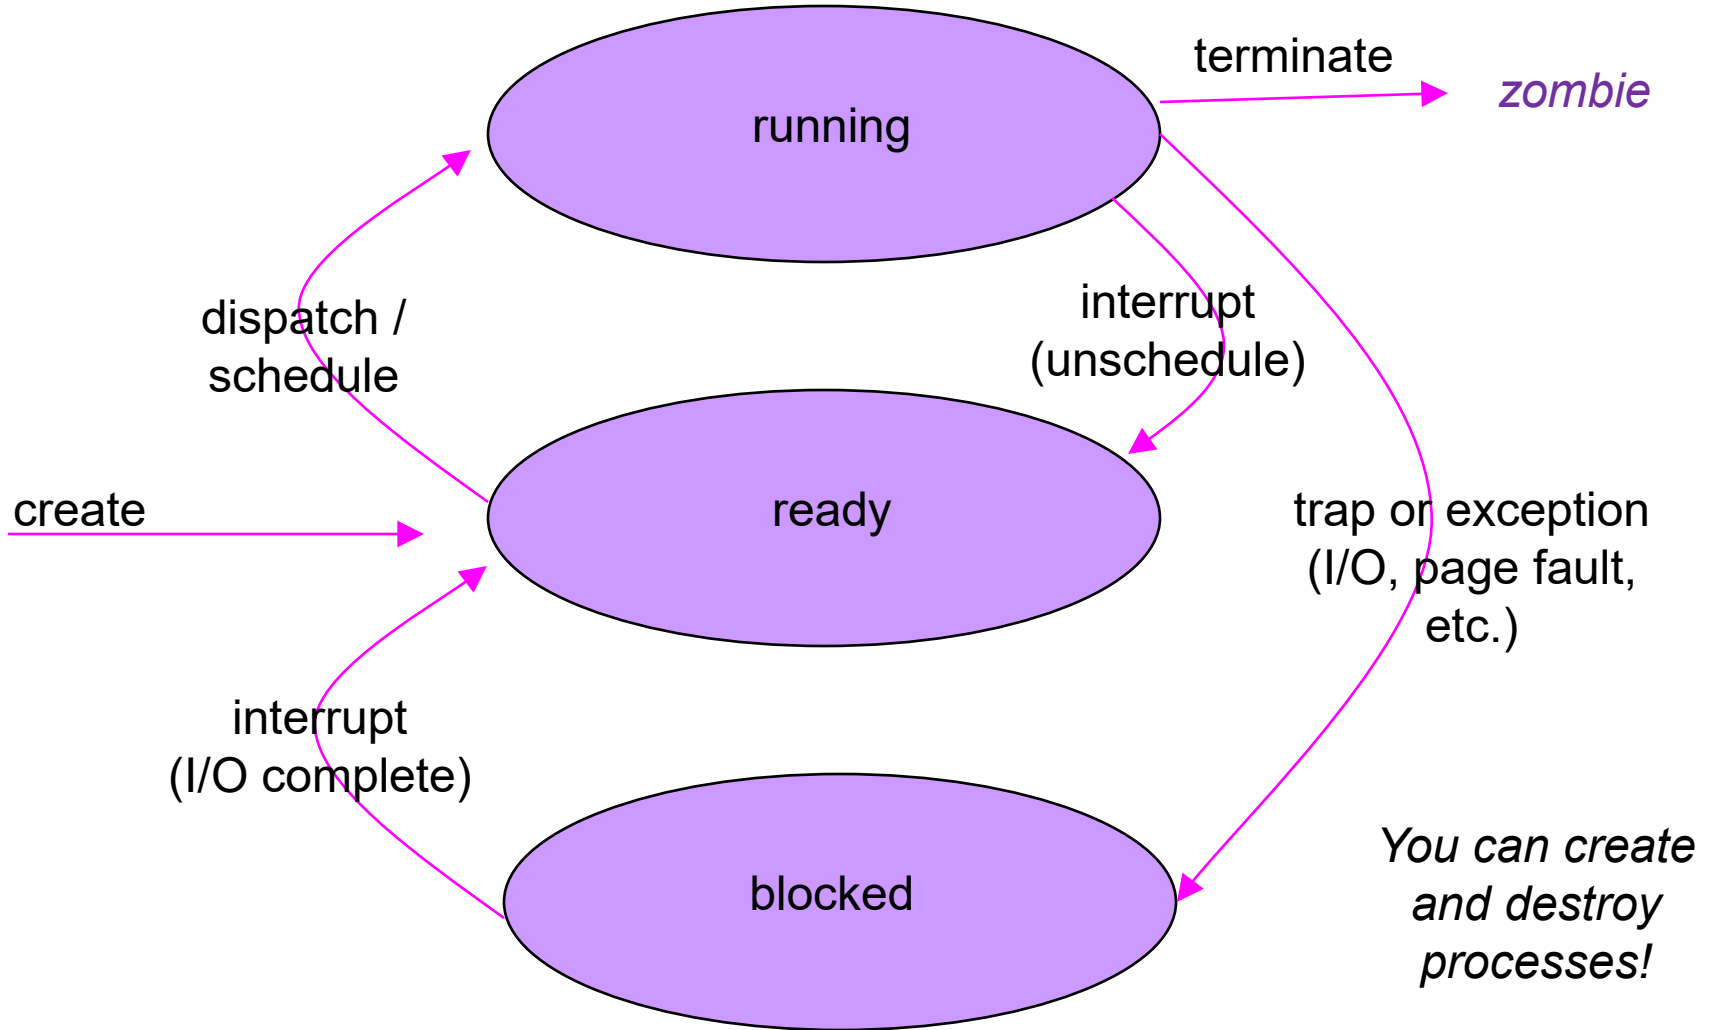 terminate
zombie
running
dispatch /
schedule
interrupt
(unschedule)
create
ready
trap or exception
(I/O, page fault,
etc.)
interrupt
(I/O complete)
blocked
You can create
and destroy
processes!